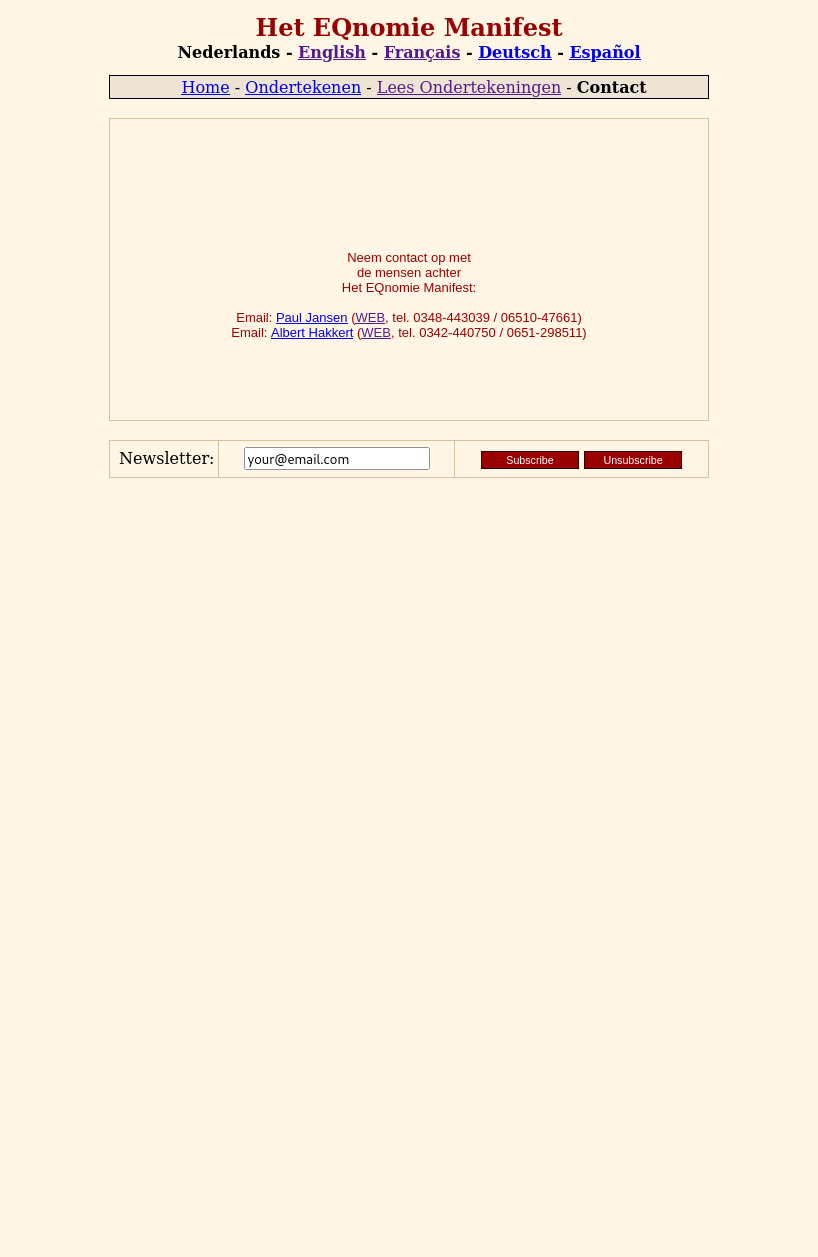 Het EQnomie Manifest
Nederlands - English - Français - Deutsch - Español
Home - Ondertekenen - Lees Ondertekeningen - Contact
Neem contact op met
de mensen achter
Het EQnomie Manifest:
Email: Paul Jansen (WEB, tel. 0348-443039 / 06510-47661)
Email: Albert Hakkert (WEB, tel. 0342-440750 / 0651-298511)
Newsletter: your@email.com Subscribe Unsubscribe